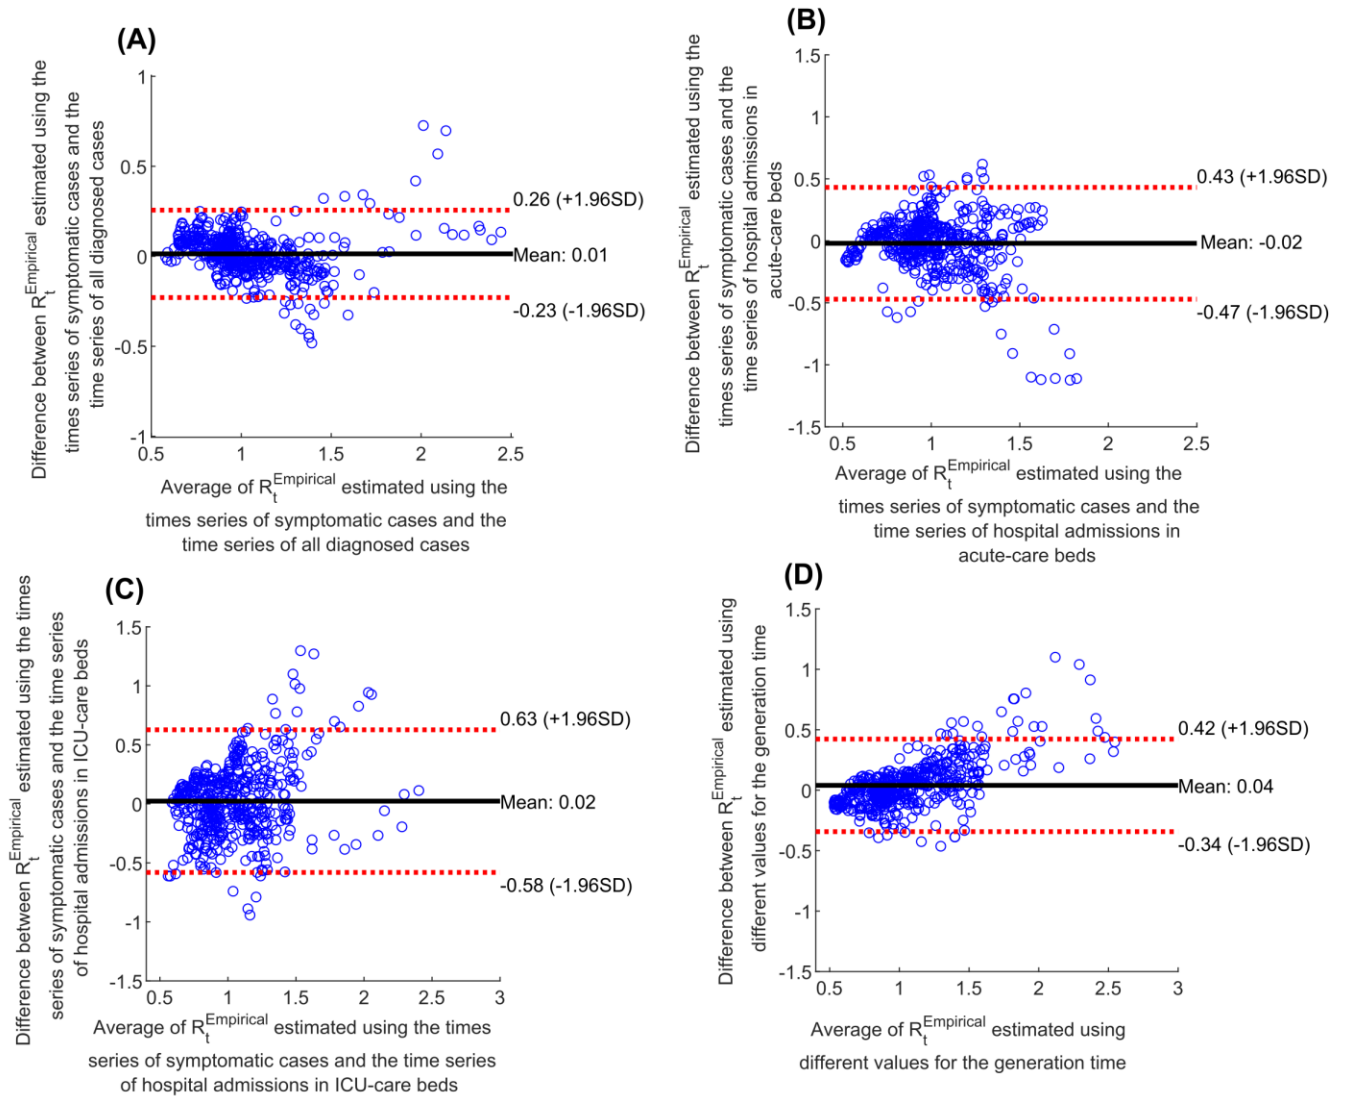 (A)
Difference between R_t^Empirical estimated using the
times series of symptomatic cases and the
time series of all diagnosed cases
1
0.5
0
-0.5
-1
0.5 1 1.5 2 2.5
0.26 (+1.96SD)
Mean: 0.01
-0.23 (-1.96SD)
Average of R_t^Empirical estimated using the
times series of symptomatic cases and the
time series of all diagnosed cases
(B)
Difference between R_t^Empirical estimated using the
times series of symptomatic cases and the
time series of hospital admissions in
acute-care beds
1.5
1
0.5
0
-0.5
-1
-1.5
0.5 1 1.5 2 2.5
0.43 (+1.96SD)
Mean: -0.02
-0.47 (-1.96SD)
Average of R_t^Empirical estimated using the
times series of symptomatic cases and the
time series of hospital admissions in
acute-care beds
(C)
Difference between R_t^Empirical estimated using the times
series of symptomatic cases and the time series
of hospital admissions in ICU-care beds
1.5
1
0.5
0
-0.5
-1
-1.5
0.5 1 1.5 2 2.5 3
0.63 (+1.96SD)
Mean: 0.02
-0.58 (-1.96SD)
Average of R_t^Empirical estimated using the times
series of symptomatic cases and the time series
of hospital admissions in ICU-care beds
(D)
Difference between R_t^Empirical estimated using
different values for the generation time
1.5
1
0.5
0
-0.5
-1
-1.5
0.5 1 1.5 2 2.5 3
0.42 (+1.96SD)
Mean: 0.04
-0.34 (-1.96SD)
Average of R_t^Empirical estimated using
different values for the generation time